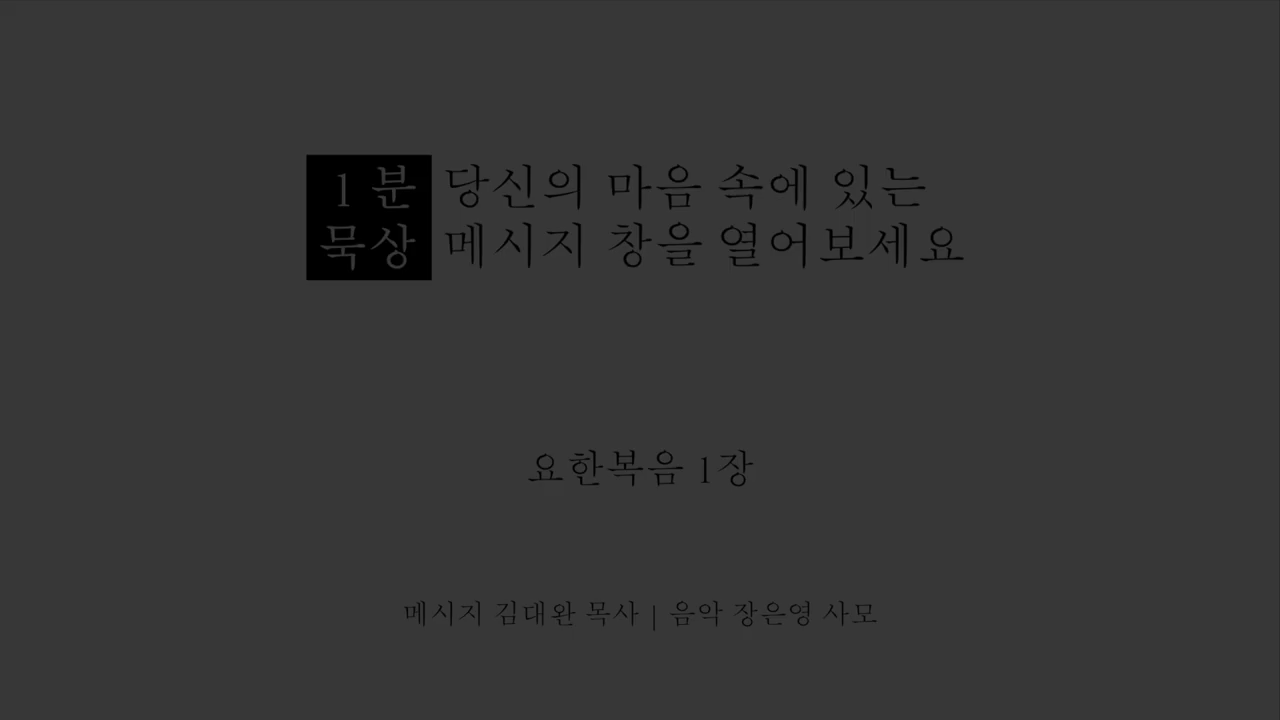 1분 당신의 마음 속에 있는
묵상 메시지 창을 열어보세요
요한복음 1장
메시지 김대완 목사 | 음악 장은영 사모